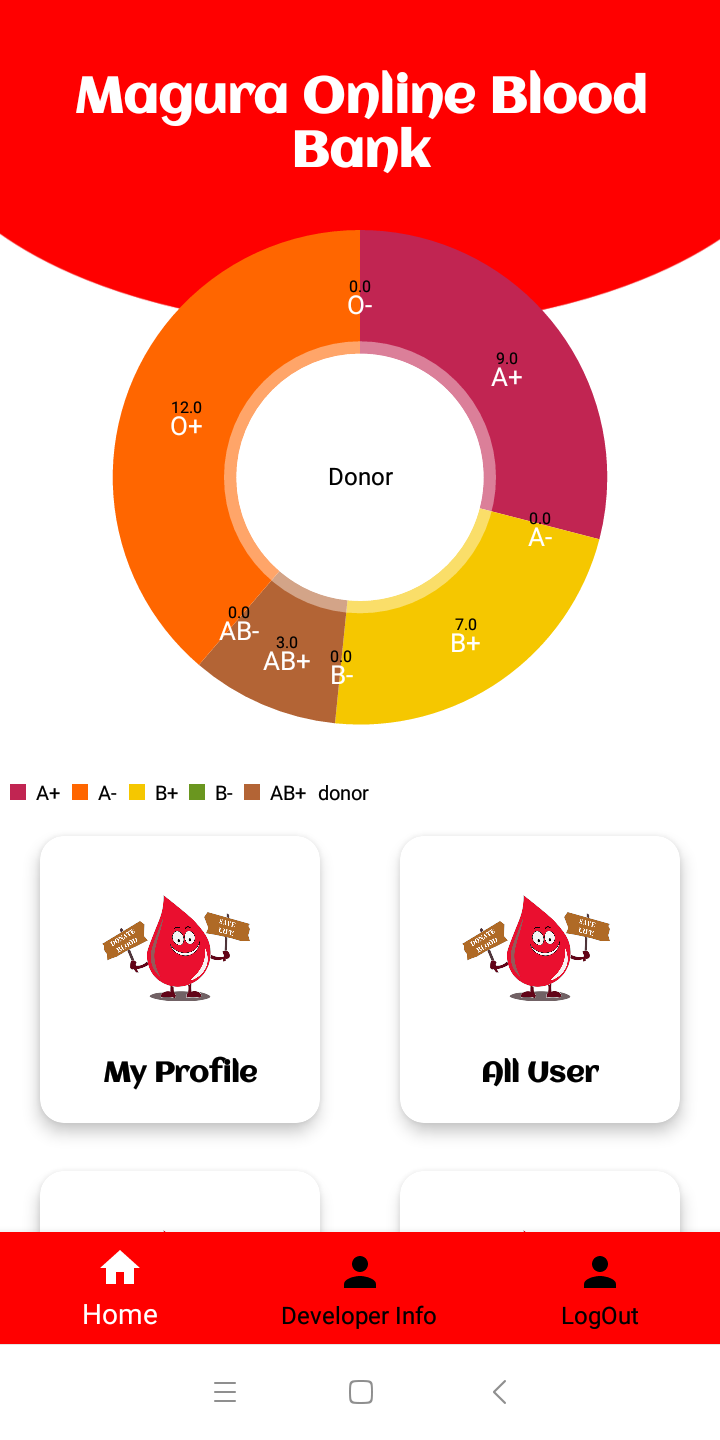 Magura Online Blood
Bank
0.0
O-
9.0
A+
12.0
O+
Donor
0.0
A-
0.0
AB-
7.0
B+
3.0
AB+
0.0
B-
A+ A- B+ B- AB+ donor
DONATE
BLOOD
SAVE
LIFE
DONATE
BLOOD
SAVE
LIFE
My Profile
All User
Home
Developer Info
LogOut